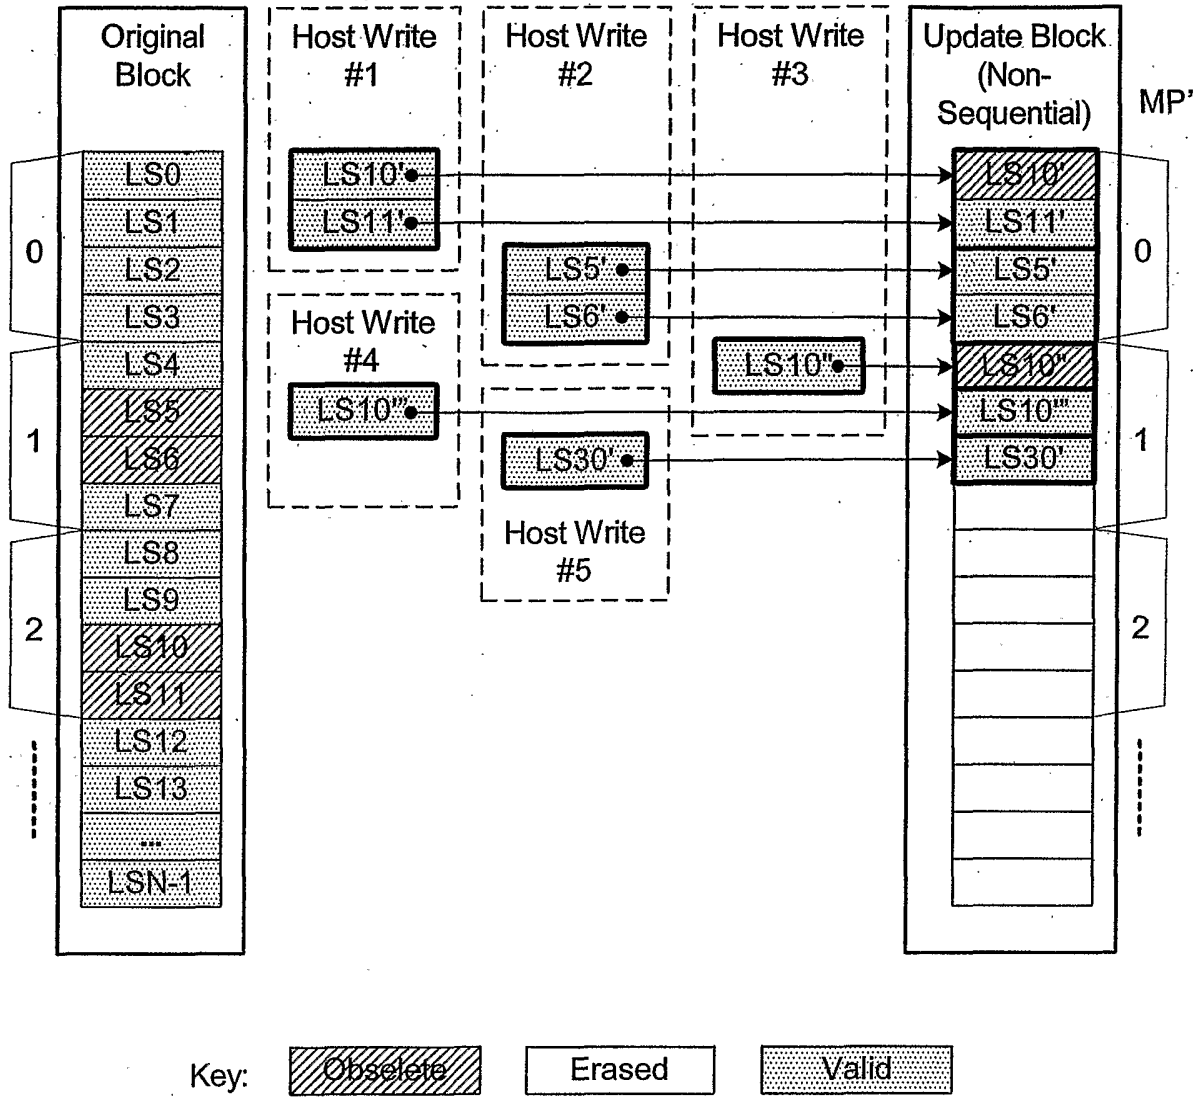 Original
Block
Host Write
#1
Host Write
#2
Host Write
#3
Update Block
(Non-
Sequential)
MP'
LS0
LS1
LS2
LS3
LS4
LS5
LS6
LS7
LS8
LS9
LS10
LS11
LS12
LS13
...
LSN-1
0
1
2
LS10'
LS11'
Host Write
#4
LS10'''
LS5'
LS6'
LS30'
Host Write
#5
LS10''
LS10'
LS11'
LS5'
LS6'
LS10''
LS10'''
LS30'
0
1
2
Key:
Obselete
Erased
Valid